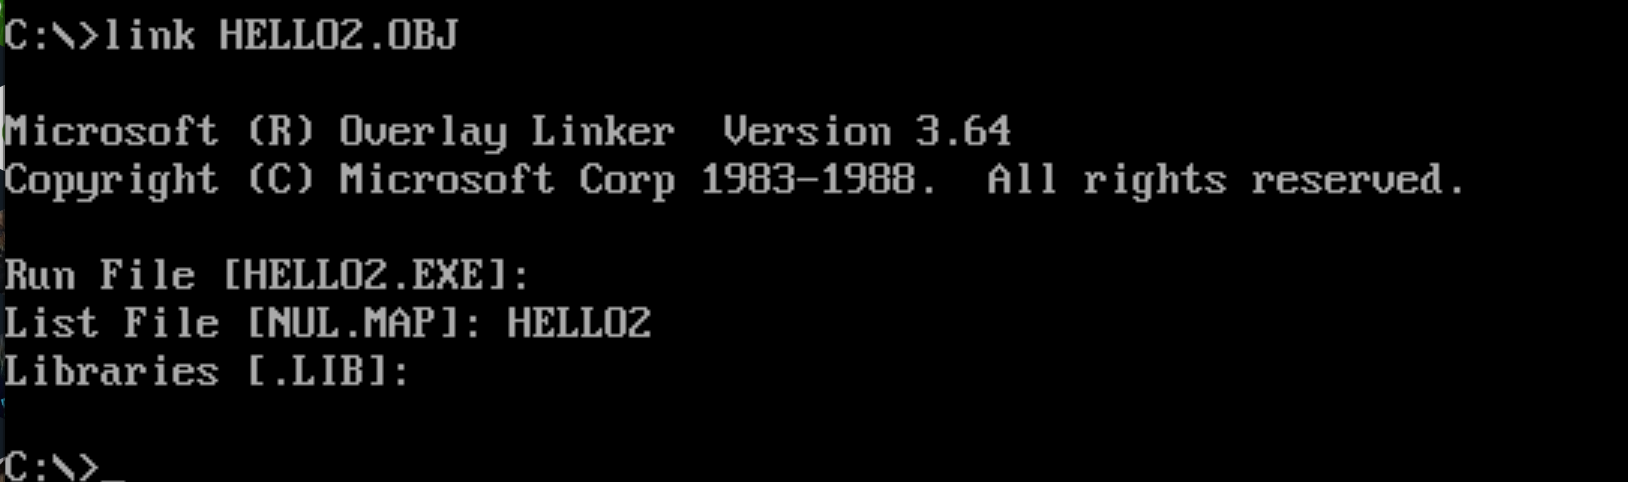 C:\>link HELLO2.OBJ
Microsoft (R) Overlay Linker  Version 3.64
Copyright (C) Microsoft Corp 1983-1988.  All rights reserved.
Run File [HELLO2.EXE]:
List File [NUL.MAP]: HELLO2
Libraries [.LIB]:
C:\>_